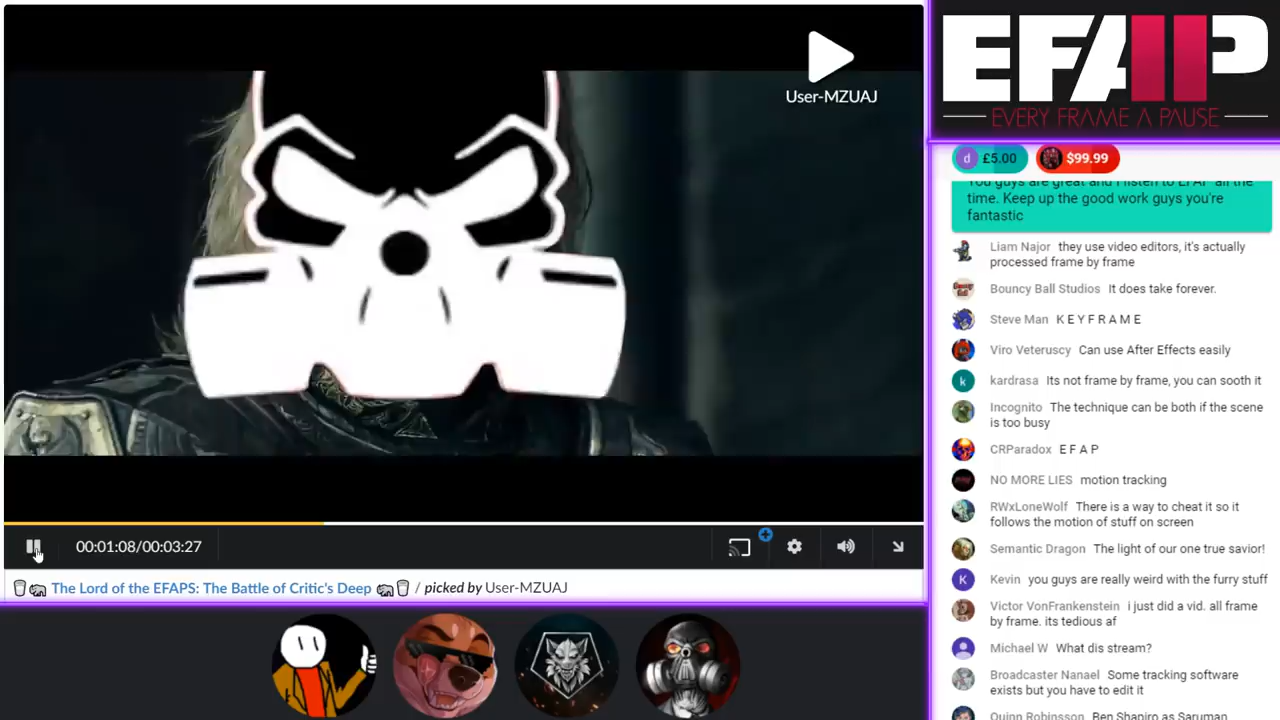 User-MZUAJ
00:01:08/00:03:27
The Lord of the EFAPS: The Battle of Critic's Deep / picked by User-MZUAJ
EFAP
EVERY FRAME A PAUSE
d £5.00 $99.99
You guys are great and I listen to EFAP all the
time. Keep up the good work guys you're
fantastic
Liam Najor they use video editors, it's actually
processed frame by frame
Bouncy Ball Studios It does take forever.
Steve Man K E Y F R A M E
Viro Veteruscy Can use After Effects easily
k kardrasa Its not frame by frame, you can sooth it
Incognito The technique can be both if the scene
is too busy
CRParadox E F A P
NO MORE LIES motion tracking
RWxLoneWolf There is a way to cheat it so it
follows the motion of stuff on screen
Semantic Dragon The light of our one true savior!
K Kevin you guys are really weird with the furry stuff
Victor VonFrankenstein i just did a vid. all frame
by frame. its tedious af
Michael W What dis stream?
Broadcaster Nanael Some tracking software
exists but you have to edit it
Quinn Robinsson Ben Shapiro as Saruman